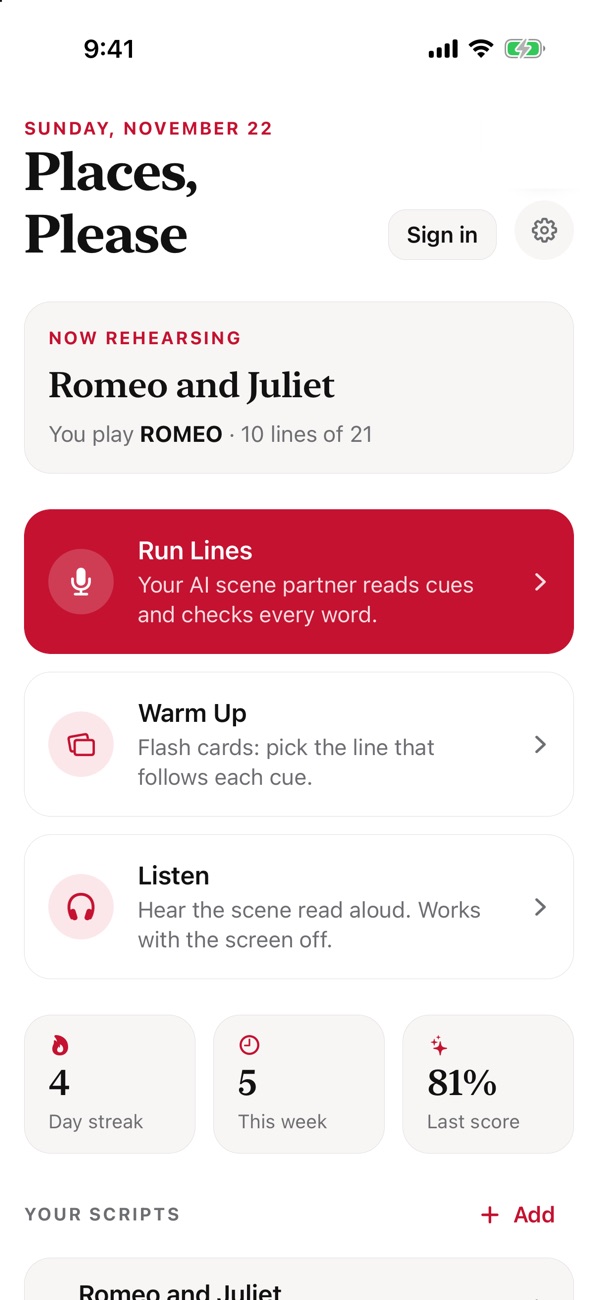 9:41
SUNDAY, NOVEMBER 22
Places,
Please
Sign in
NOW REHEARSING
Romeo and Juliet
You play ROMEO · 10 lines of 21
Run Lines
Your AI scene partner reads cues
and checks every word.
Warm Up
Flash cards: pick the line that
follows each cue.
Listen
Hear the scene read aloud. Works
with the screen off.
4
Day streak
5
This week
81%
Last score
YOUR SCRIPTS
+ Add
Romeo and Juliet